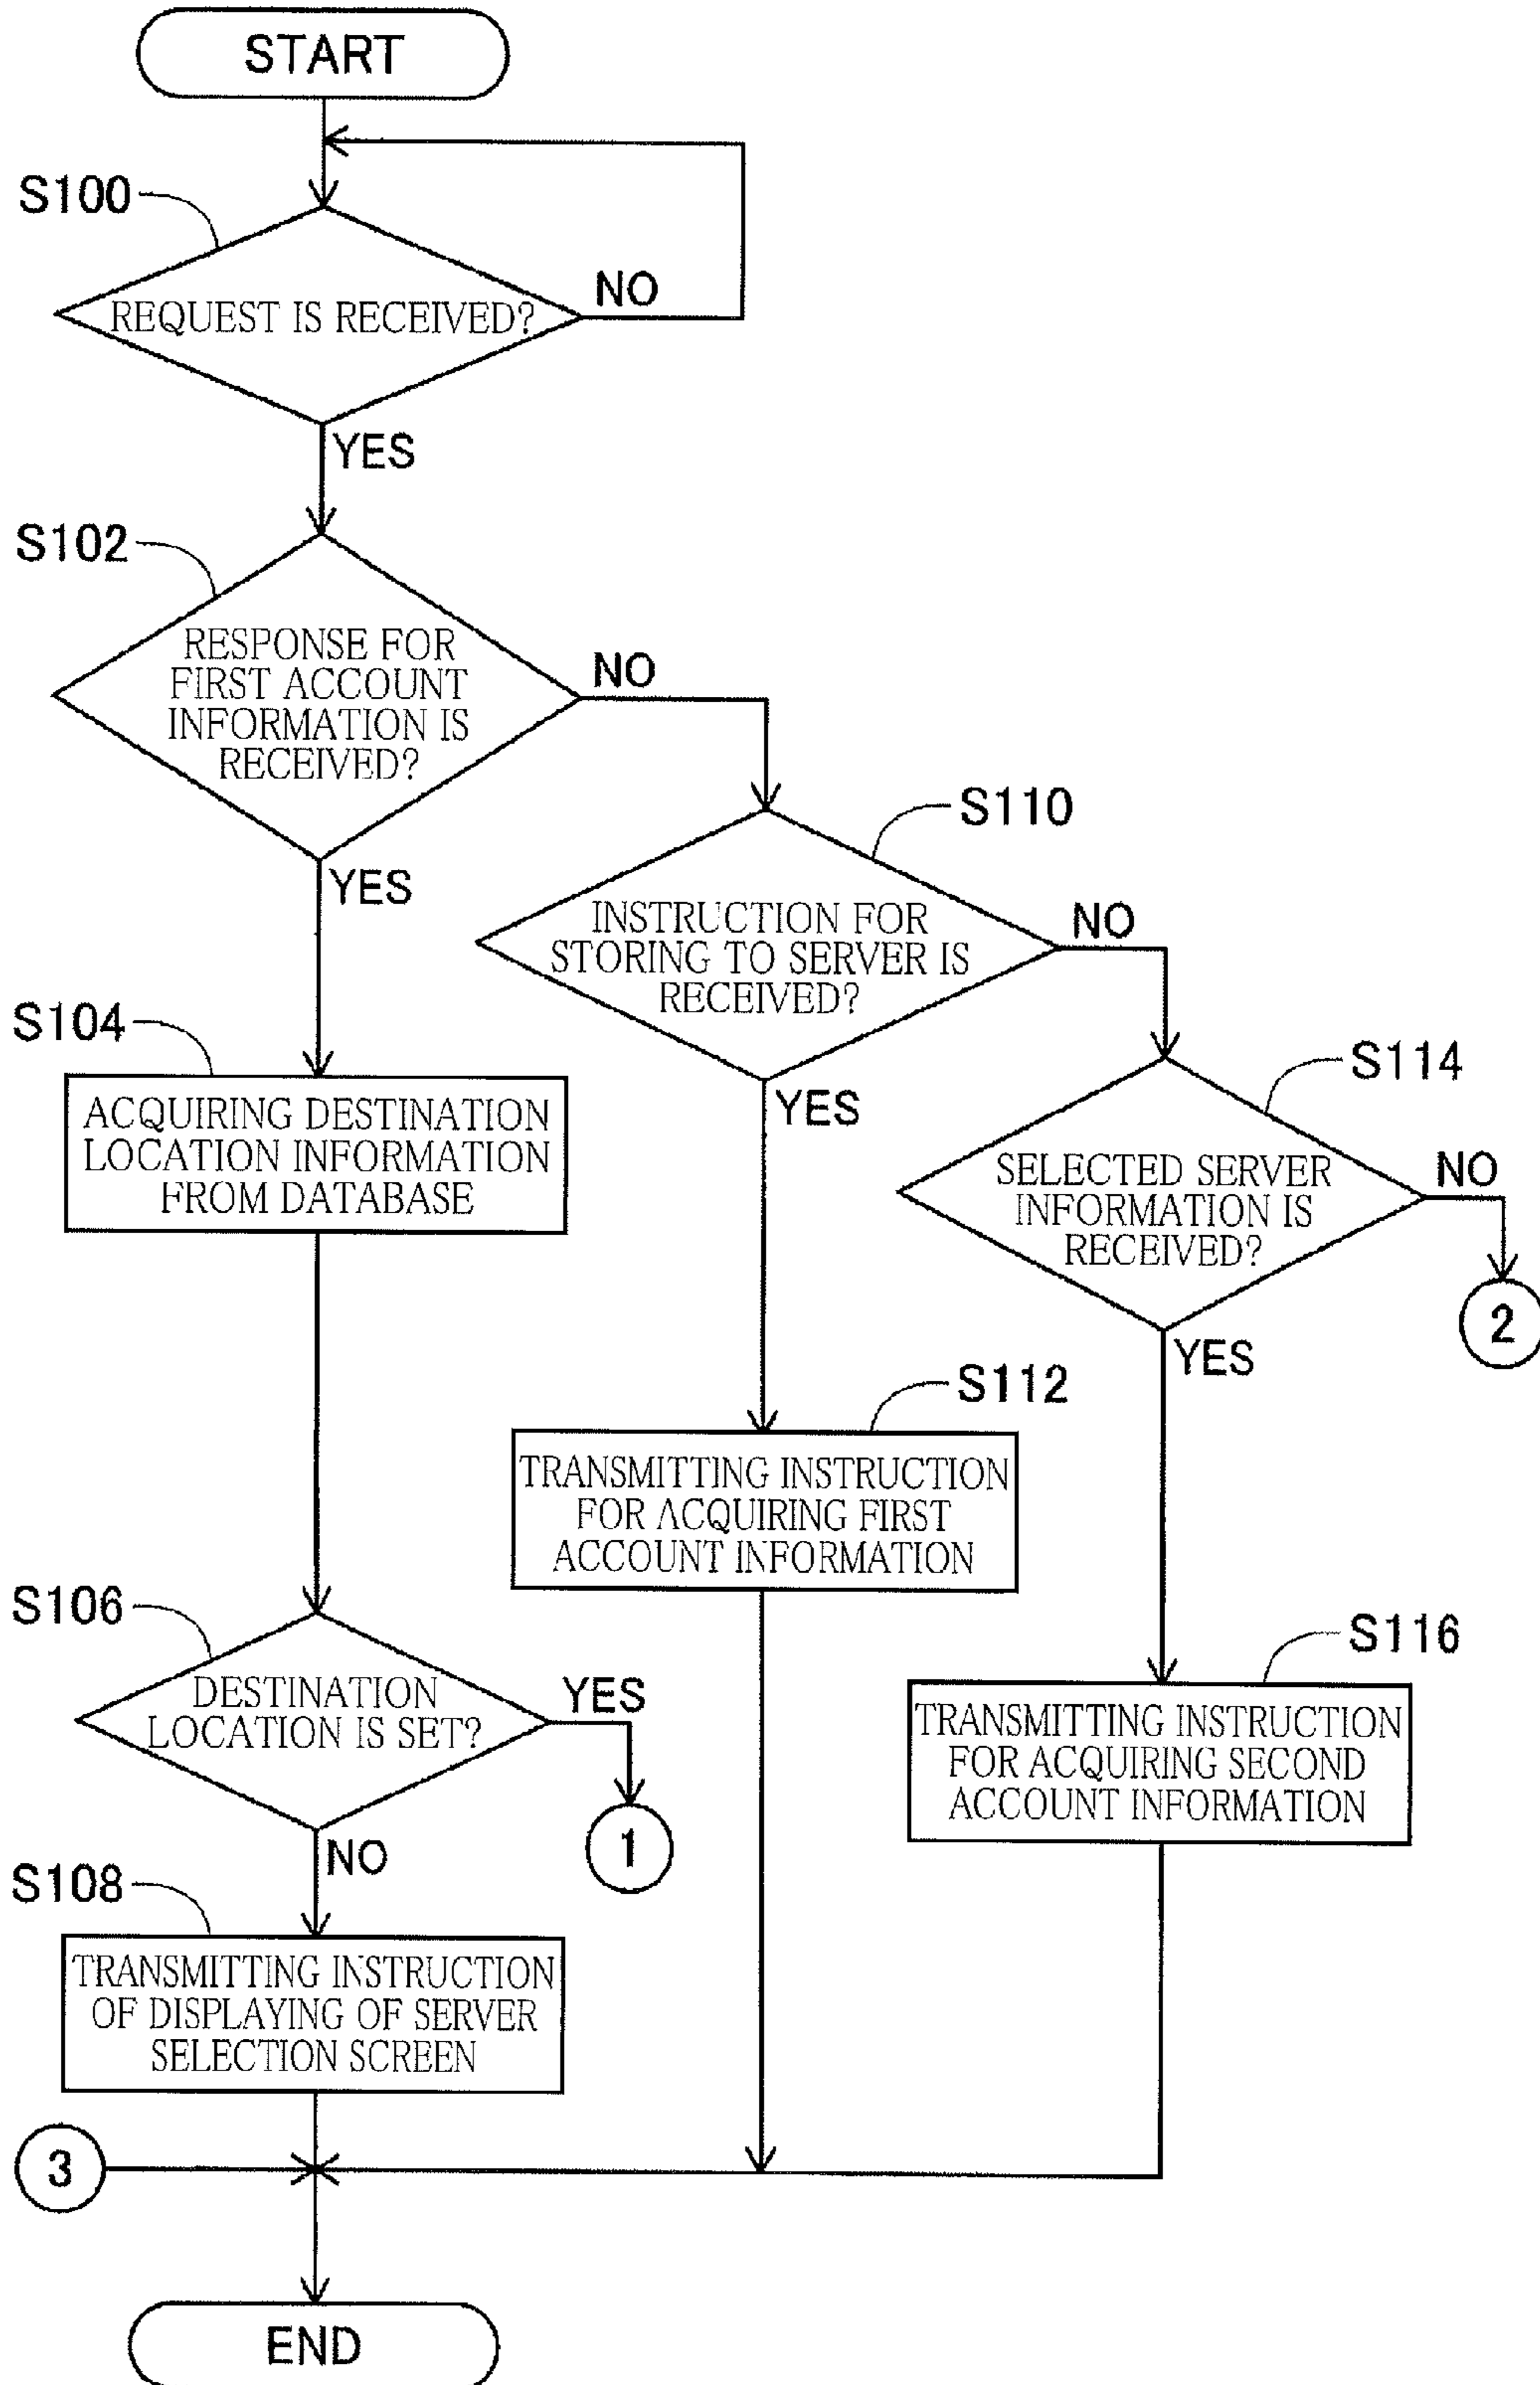 START
S100
REQUEST IS RECEIVED?
NO
YES
S102
RESPONSE FOR
FIRST ACCOUNT
INFORMATION IS
RECEIVED?
NO
YES
S110
INSTRUCTION FOR
STORING TO SERVER IS
RECEIVED?
NO
YES
S104
ACQUIRING DESTINATION
LOCATION INFORMATION
FROM DATABASE
S114
SELECTED SERVER
INFORMATION IS
RECEIVED?
NO
2
YES
S112
TRANSMITTING INSTRUCTION
FOR ACQUIRING FIRST
ACCOUNT INFORMATION
S106
DESTINATION
LOCATION IS SET?
YES
1
NO
S116
TRANSMITTING INSTRUCTION
FOR ACQUIRING SECOND
ACCOUNT INFORMATION
S108
TRANSMITTING INSTRUCTION
OF DISPLAYING OF SERVER
SELECTION SCREEN
3
END